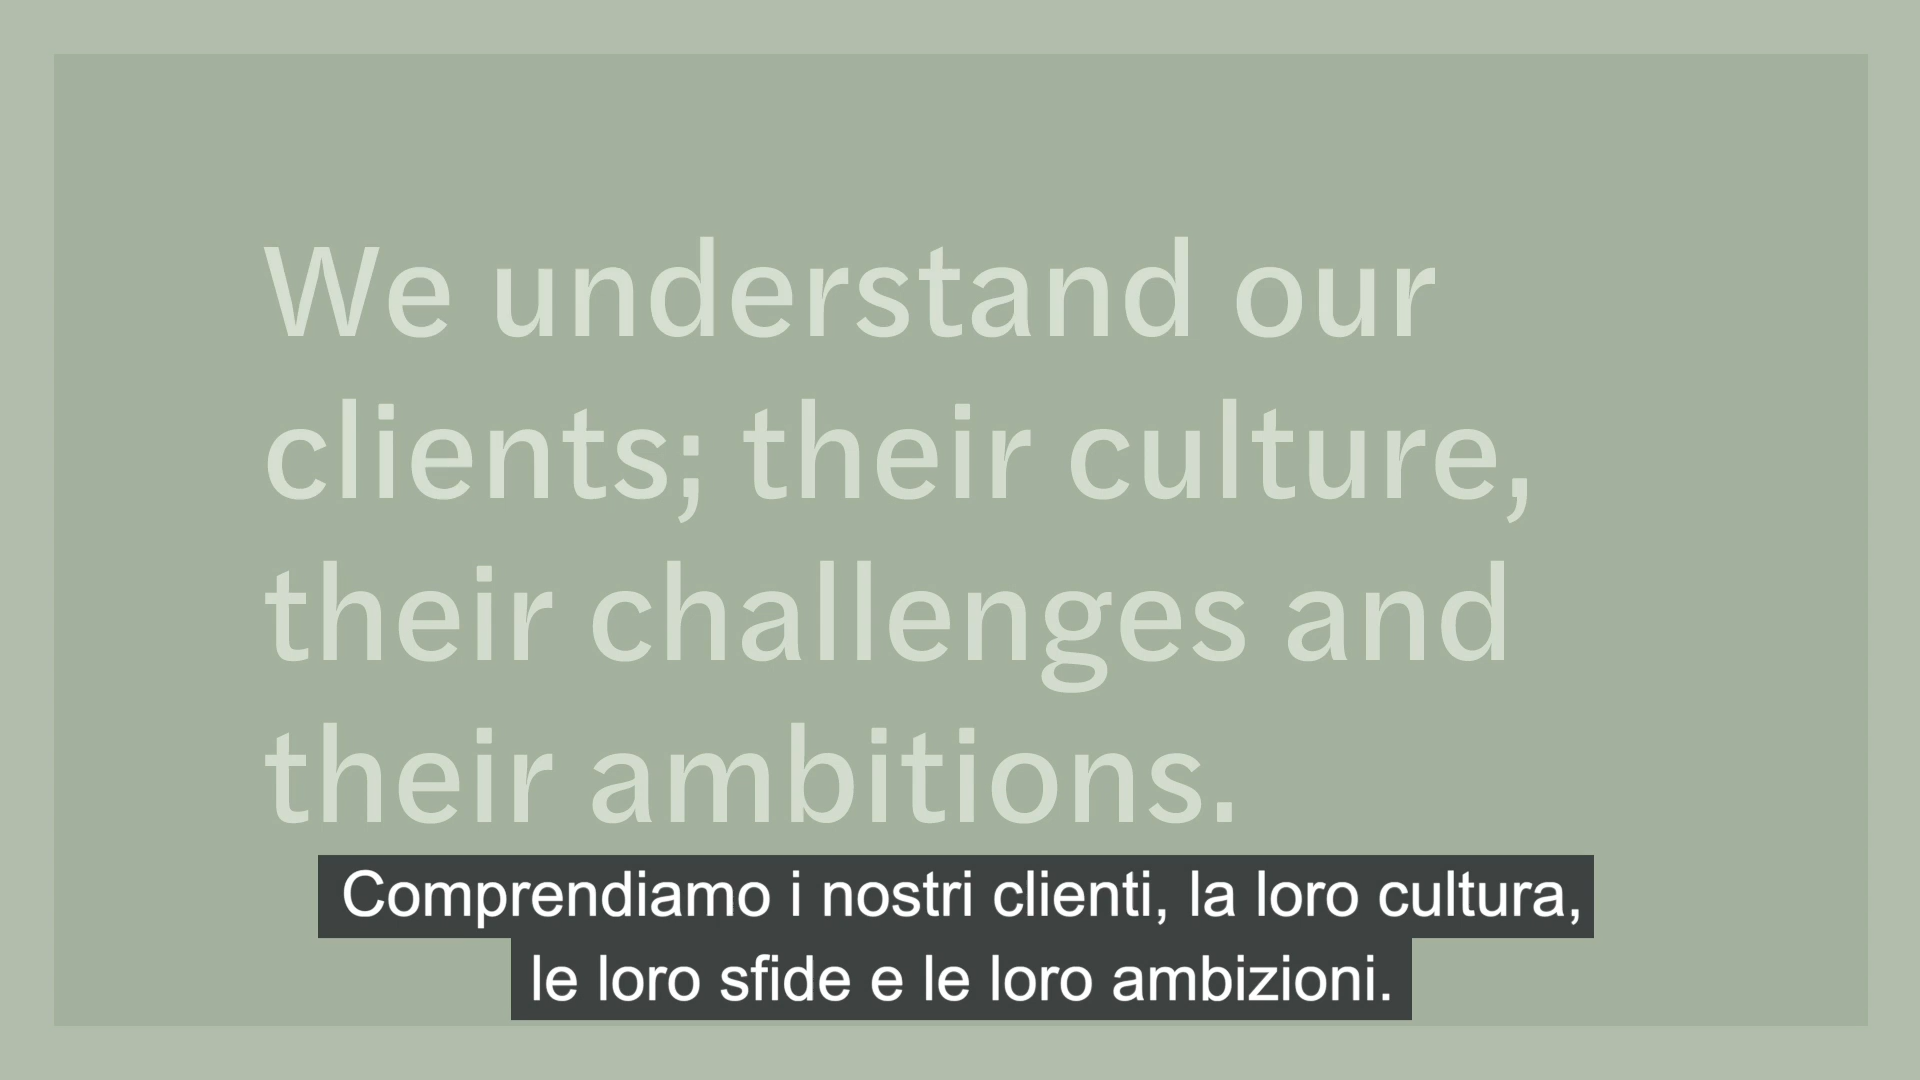 We understand our
clients; their culture,
their challenges and
their ambitions.
Comprendiamo i nostri clienti, la loro cultura,
le loro sfide e le loro ambizioni.